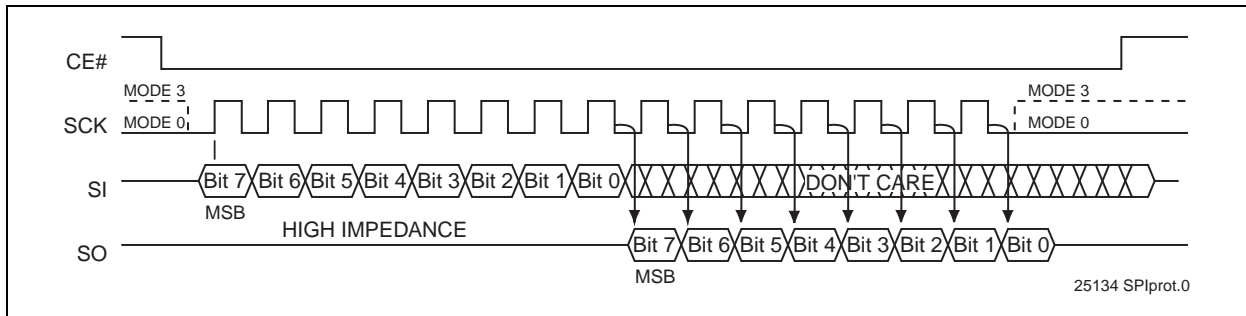 CE#
MODE 3 MODE 3
SCK MODE 0 MODE 0
SI Bit 7 Bit 6 Bit 5 Bit 4 Bit 3 Bit 2 Bit 1 Bit 0 DON'T CARE
MSB
HIGH IMPEDANCE
SO Bit 7 Bit 6 Bit 5 Bit 4 Bit 3 Bit 2 Bit 1 Bit 0
MSB
25134 SPIprot.0